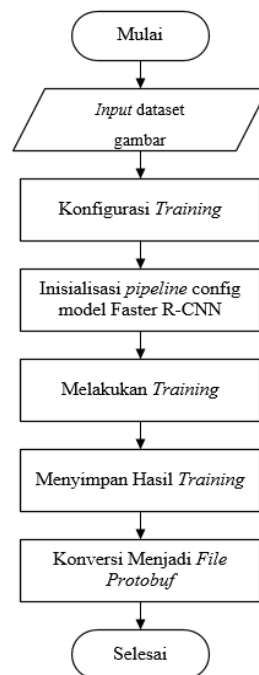 Mulai
Input dataset
gambar
Konfigurasi Training
Inisialisasi pipeline config
model Faster R-CNN
Melakukan Training
Menyimpan Hasil Training
Konversi Menjadi File
Protobuf
Selesai